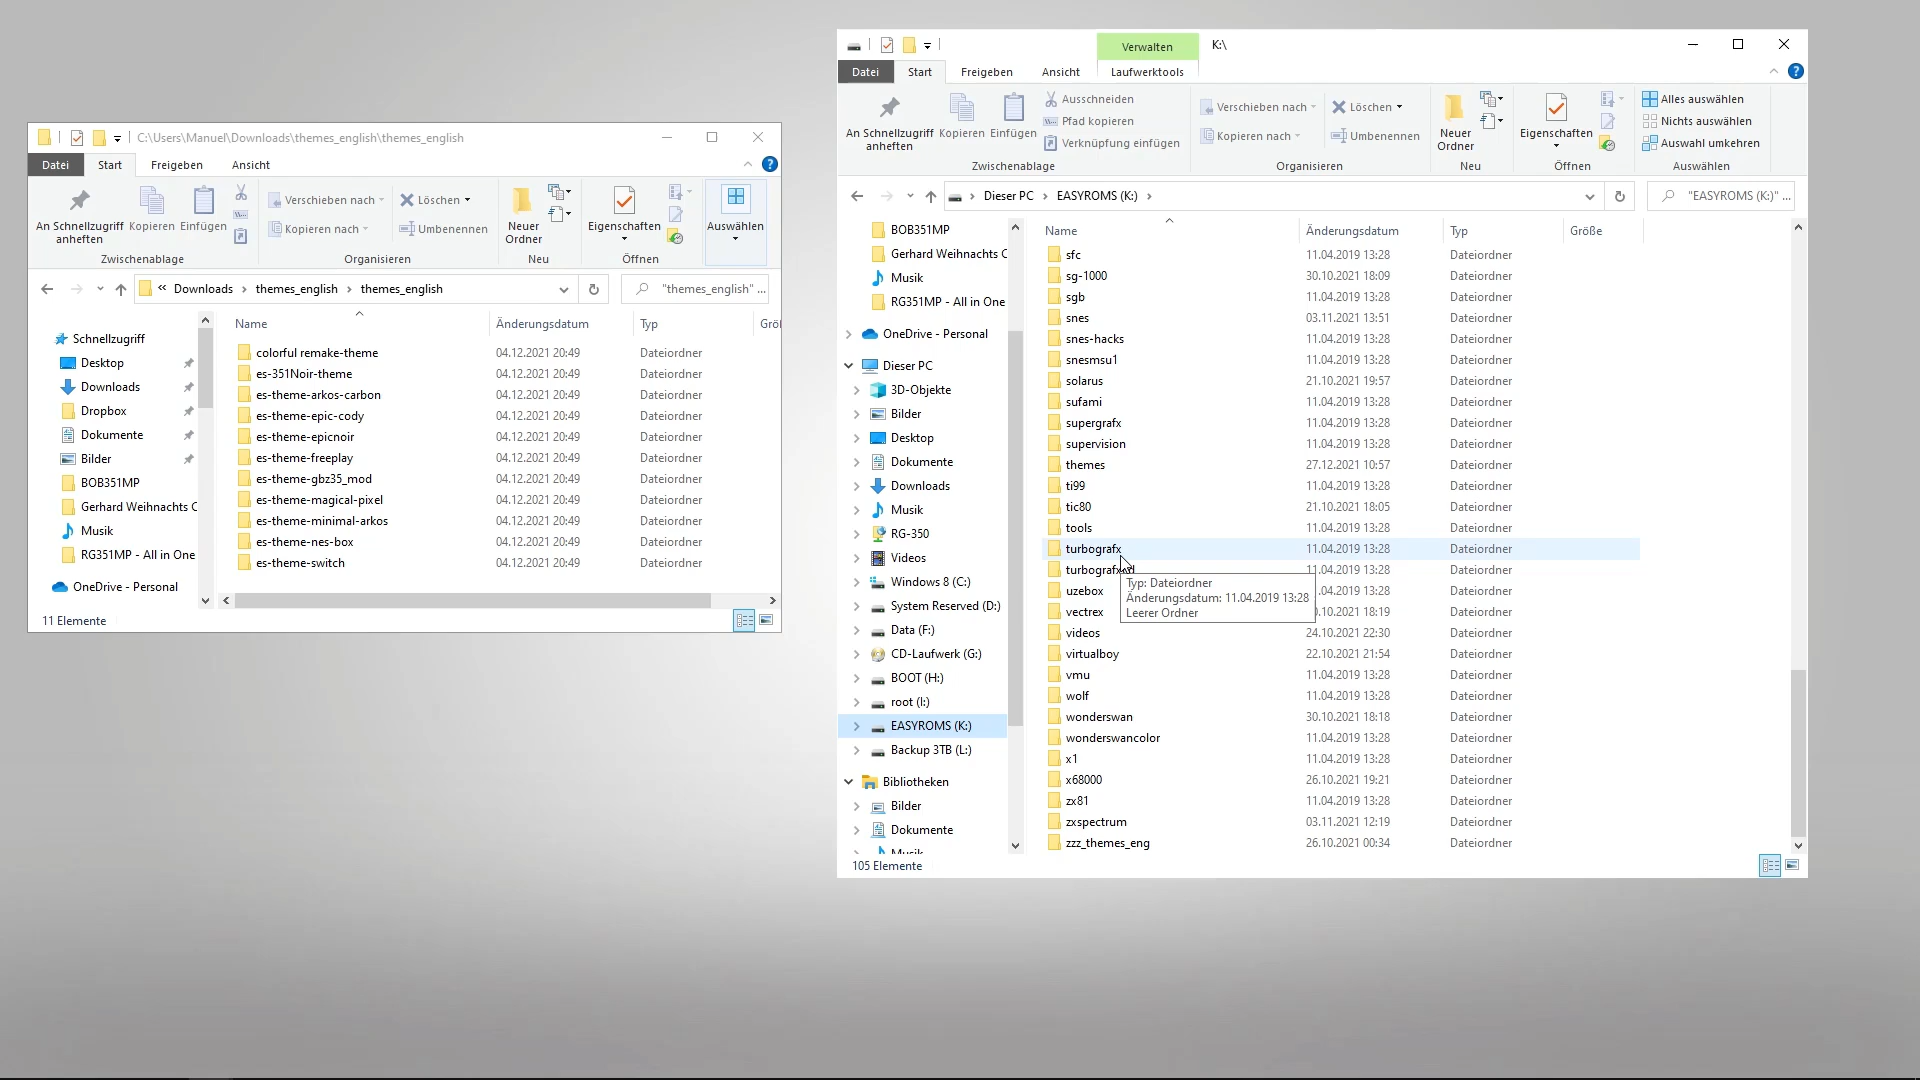 C:\Users\Manuel\Downloads\themes_english\themes_english
Datei Start Freigeben Ansicht
An Schnellzugriff anheften
Kopieren
Einfügen
Zwischenablage
Verschieben nach
Kopieren nach
Löschen
Umbenennen
Organisieren
Neuer Ordner
Neu
Eigenschaften
Öffnen
Auswählen
« Downloads › themes_english › themes_english
"themes_english" ...
Schnellzugriff
Desktop
Downloads
Dropbox
Dokumente
Bilder
BOB351MP
Gerhard Weihnachts C
Musik
RG351MP - All in One
OneDrive - Personal
Name Änderungsdatum Typ Grö
colorful remake-theme 04.12.2021 20:49 Dateiordner
es-351Noir-theme 04.12.2021 20:49 Dateiordner
es-theme-arkos-carbon 04.12.2021 20:49 Dateiordner
es-theme-epic-cody 04.12.2021 20:49 Dateiordner
es-theme-epicnoir 04.12.2021 20:49 Dateiordner
es-theme-freeplay 04.12.2021 20:49 Dateiordner
es-theme-gbz35_mod 04.12.2021 20:49 Dateiordner
es-theme-magical-pixel 04.12.2021 20:49 Dateiordner
es-theme-minimal-arkos 04.12.2021 20:49 Dateiordner
es-theme-nes-box 04.12.2021 20:49 Dateiordner
es-theme-switch 04.12.2021 20:49 Dateiordner
11 Elemente
Verwalten K:\
Datei Start Freigeben Ansicht Laufwerktools
An Schnellzugriff anheften
Kopieren
Einfügen
Ausschneiden
Pfad kopieren
Verknüpfung einfügen
Zwischenablage
Verschieben nach
Kopieren nach
Löschen
Umbenennen
Organisieren
Neuer Ordner
Neu
Eigenschaften
Öffnen
Alles auswählen
Nichts auswählen
Auswahl umkehren
Auswählen
› Dieser PC › EASYROMS (K:) ›
"EASYROMS (K:)" ...
BOB351MP
Gerhard Weihnachts C
Musik
RG351MP - All in One
OneDrive - Personal
Dieser PC
3D-Objekte
Bilder
Desktop
Dokumente
Downloads
Musik
RG-350
Videos
Windows 8 (C:)
System Reserved (D:)
Data (F:)
CD-Laufwerk (G:)
BOOT (H:)
root (I:)
EASYROMS (K:)
Backup 3TB (L:)
Bibliotheken
Bilder
Dokumente
Musik
Name Änderungsdatum Typ Größe
sfc 11.04.2019 13:28 Dateiordner
sg-1000 30.10.2021 18:09 Dateiordner
sgb 11.04.2019 13:28 Dateiordner
snes 03.11.2021 13:51 Dateiordner
snes-hacks 11.04.2019 13:28 Dateiordner
snesmsu1 11.04.2019 13:28 Dateiordner
solarus 21.10.2021 19:57 Dateiordner
sufami 11.04.2019 13:28 Dateiordner
supergrafx 11.04.2019 13:28 Dateiordner
supervision 11.04.2019 13:28 Dateiordner
themes 27.12.2021 10:57 Dateiordner
ti99 11.04.2019 13:28 Dateiordner
tic80 21.10.2021 18:05 Dateiordner
tools 11.04.2019 13:28 Dateiordner
turbografx 11.04.2019 13:28 Dateiordner
11.04.2019 13:28 Dateiordner
Typ: Dateiordner
Änderungsdatum: 11.04.2019 13:28
Leerer Ordner
uzebox .04.2019 13:28 Dateiordner
vectrex .10.2021 18:19 Dateiordner
videos 24.10.2021 22:30 Dateiordner
virtualboy 22.10.2021 21:54 Dateiordner
vmu 11.04.2019 13:28 Dateiordner
wolf 11.04.2019 13:28 Dateiordner
wonderswan 30.10.2021 18:18 Dateiordner
wonderswancolor 11.04.2019 13:28 Dateiordner
x1 11.04.2019 13:28 Dateiordner
x68000 26.10.2021 19:21 Dateiordner
zx81 11.04.2019 13:28 Dateiordner
zxspectrum 03.11.2021 12:19 Dateiordner
zzz_themes_eng 26.10.2021 00:34 Dateiordner
105 Elemente